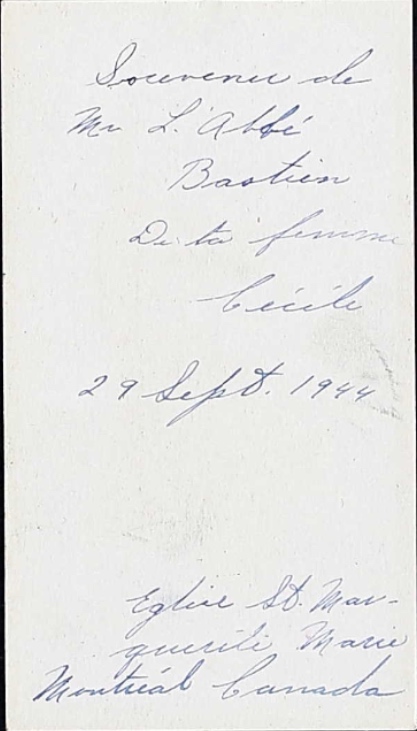 Souvenir de
Mr L'Abbé
Bastien
De ta femme
Cécile
29 Sept. 1944
Eglise St. Mar-
guerite Marie
Montréal Canada